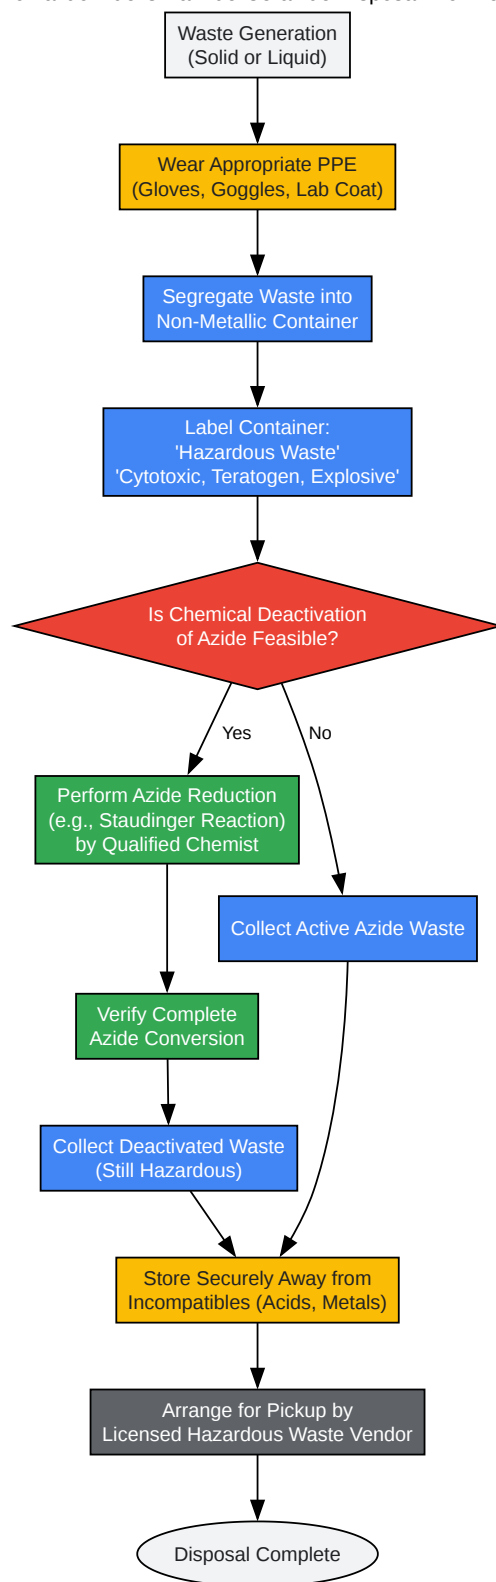 Waste Generation
(Solid or Liquid)
Wear Appropriate PPE
(Gloves, Goggles, Lab Coat)
Segregate Waste into
Non-Metallic Container
Label Container:
'Hazardous Waste'
'Cytotoxic, Teratogen, Explosive'
Is Chemical Deactivation
of Azide Feasible?
Yes
No
Perform Azide Reduction
(e.g., Staudinger Reaction)
by Qualified Chemist
Collect Active Azide Waste
Verify Complete
Azide Conversion
Collect Deactivated Waste
(Still Hazardous)
Store Securely Away from
Incompatibles (Acids, Metals)
Arrange for Pickup by
Licensed Hazardous Waste Vendor
Disposal Complete